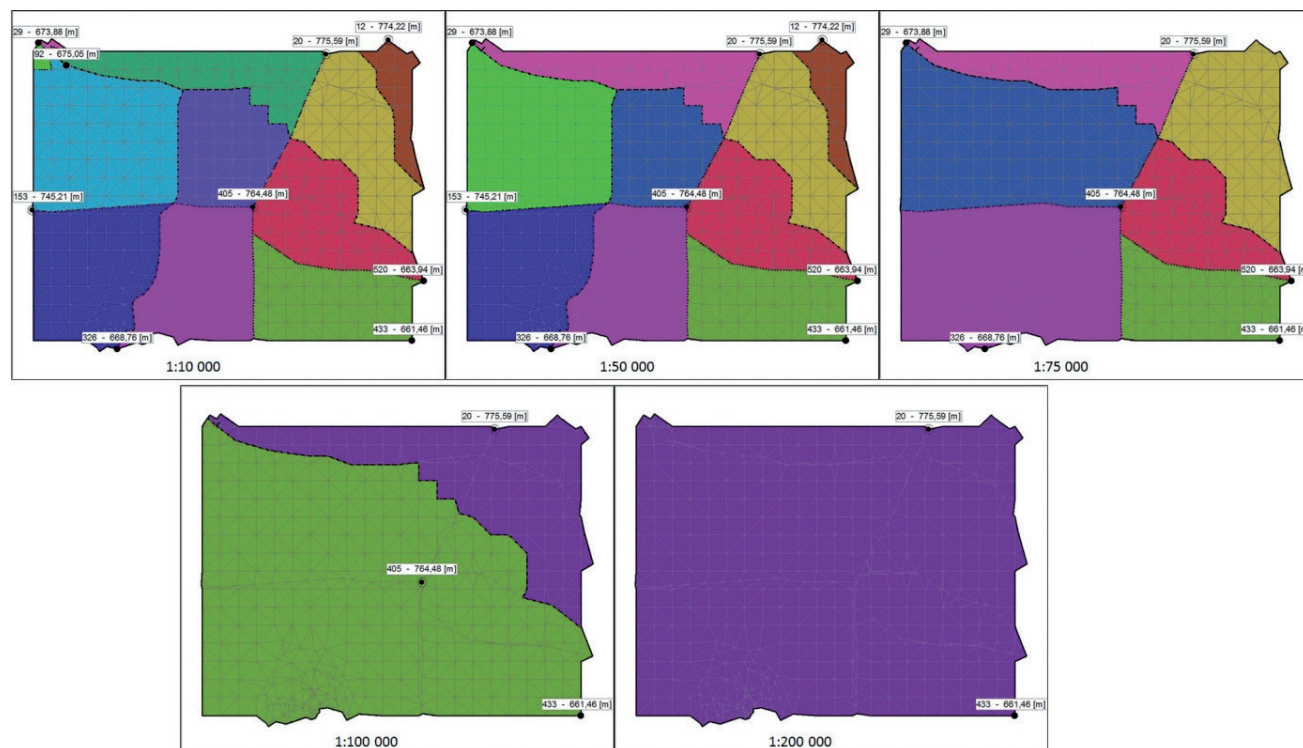 29 - 673,88 [m]
12 - 774,22 [m]
20 - 775,59 [m]
92 - 675,05 [m]
153 - 745,21 [m]
405 - 764,48 [m]
520 - 663,94 [m]
433 - 661,46 [m]
326 - 668,76 [m]
1:10 000
12 - 774,22 [m]
29 - 673,88 [m]
20 - 775,59 [m]
153 - 745,21 [m]
405 - 764,48 [m]
520 - 663,94 [m]
433 - 661,46 [m]
326 - 668,76 [m]
1:50 000
29 - 673,88 [m]
20 - 775,59 [m]
405 - 764,48 [m]
520 - 663,94 [m]
433 - 661,46 [m]
326 - 668,76 [m]
1:75 000
20 - 775,59 [m]
405 - 764,48 [m]
433 - 661,46 [m]
1:100 000
20 - 775,59 [m]
433 - 661,46 [m]
1:200 000